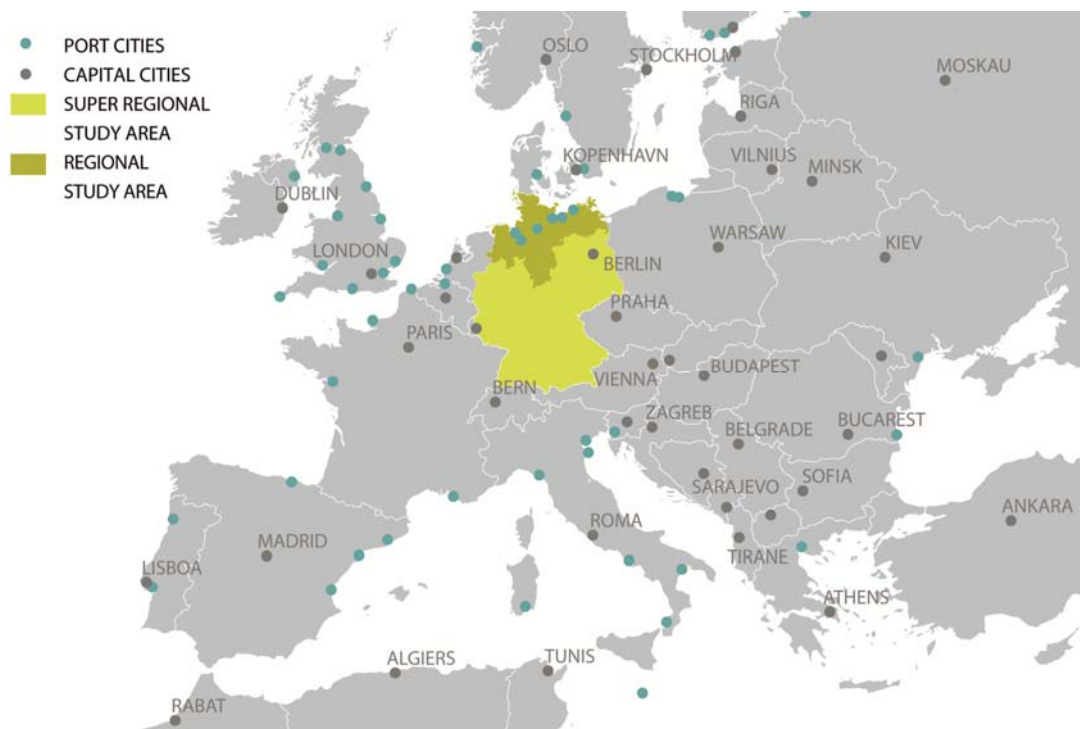 PORT CITIES
CAPITAL CITIES
SUPER REGIONAL
STUDY AREA
REGIONAL
STUDY AREA
OSLO
STOCKHOLM
MOSKAU
RIGA
KOPENHAVN
VILNIUS
MINSK
DUBLIN
LONDON
WARSAW
KIEV
BERLIN
PRAHA
PARIS
VIENNA
BUDAPEST
BERN
ZAGREB
BELGRADE
BUCAREST
SARAJEVO
SOFIA
ANKARA
ROMA
MADRID
TIRANE
LISBOA
ATHENS
ALGIERS
TUNIS
RABAT